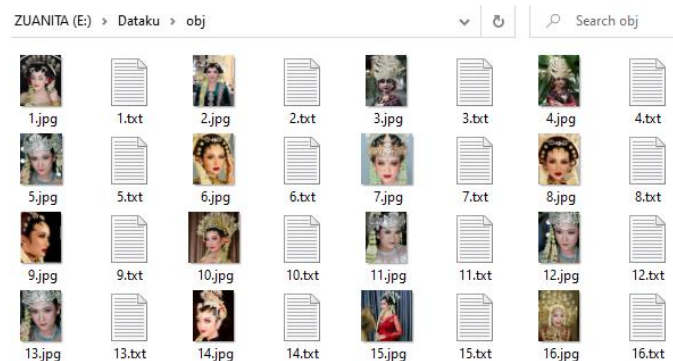 ZUANITA (E:) > Dataku > obj
Search obj
1.jpg 1.txt 2.jpg 2.txt 3.jpg 3.txt 4.jpg 4.txt
5.jpg 5.txt 6.jpg 6.txt 7.jpg 7.txt 8.jpg 8.txt
9.jpg 9.txt 10.jpg 10.txt 11.jpg 11.txt 12.jpg 12.txt
13.jpg 13.txt 14.jpg 14.txt 15.jpg 15.txt 16.jpg 16.txt